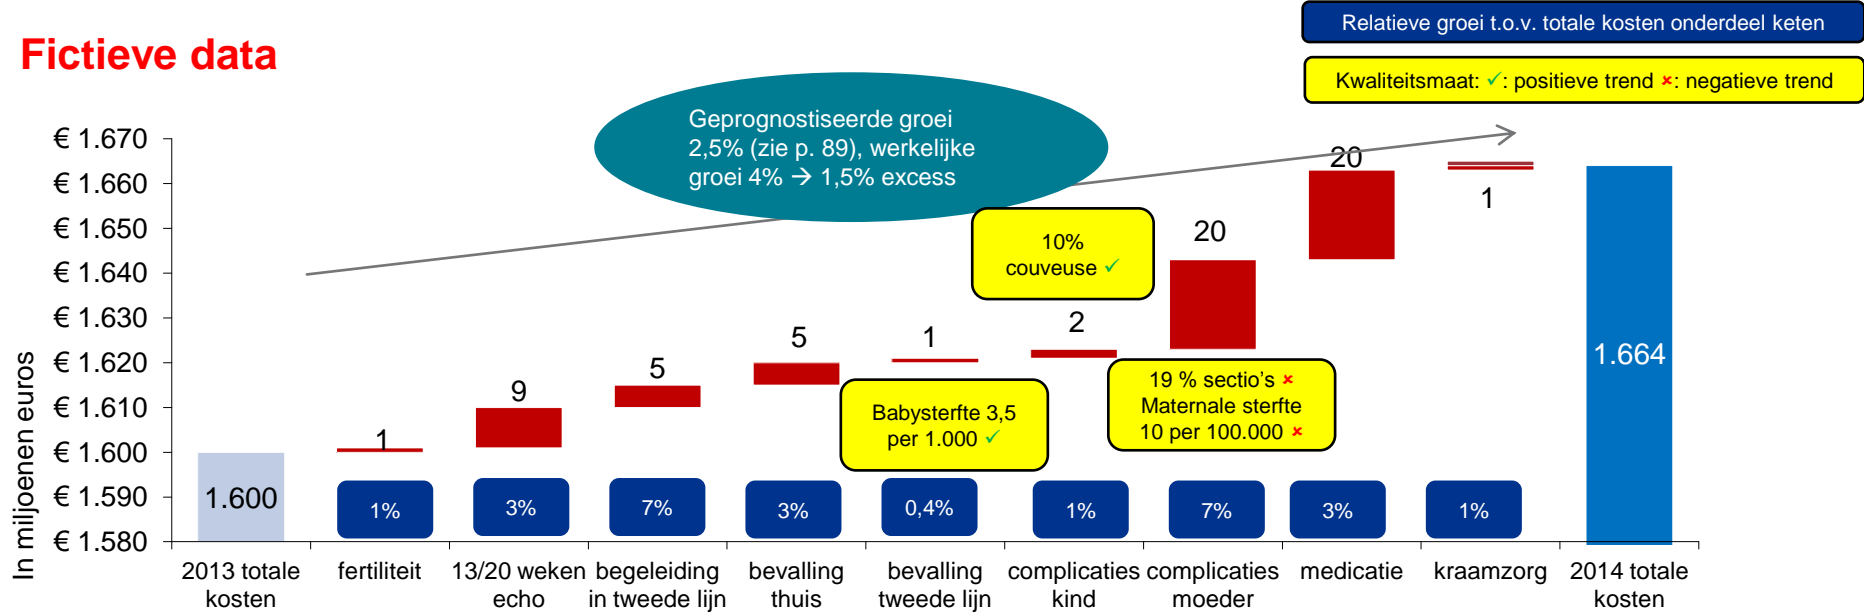 Relatieve groei t.o.v. totale kosten onderdeel keten
Fictieve data
Kwaliteitsmaat: ✓: positieve trend ×: negatieve trend
Geprognostiseerde groei
2,5% (zie p. 89), werkelijke
groei 4% → 1,5% excess
In miljoenen euros
€ 1.670
€ 1.660
€ 1.650
€ 1.640
€ 1.630
€ 1.620
€ 1.610
€ 1.600
€ 1.590
€ 1.580
1.600
1
9
5
5
1
2
20
20
1
1.664
10%
couveuse ✓
Babysterfte 3,5
per 1.000 ✓
19 % sectio's ×
Maternale sterfte
10 per 100.000 ×
1%
3%
7%
3%
0,4%
1%
7%
3%
1%
2013 totale
kosten
fertiliteit
13/20 weken
echo
begeleiding
in tweede lijn
bevalling
thuis
bevalling
tweede lijn
complicaties
kind
complicaties
moeder
medicatie
kraamzorg
2014 totale
kosten